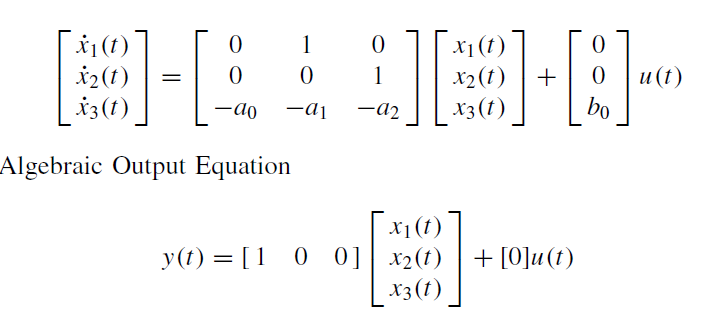 [ẋ1(t) ẋ2(t) ẋ3(t)] = [0 1 0; 0 0 1; −a0 −a1 −a2] [x1(t) x2(t) x3(t)] + [0 0 b0] u(t)
Algebraic Output Equation
y(t) = [1 0 0] [x1(t) x2(t) x3(t)] + [0]u(t)